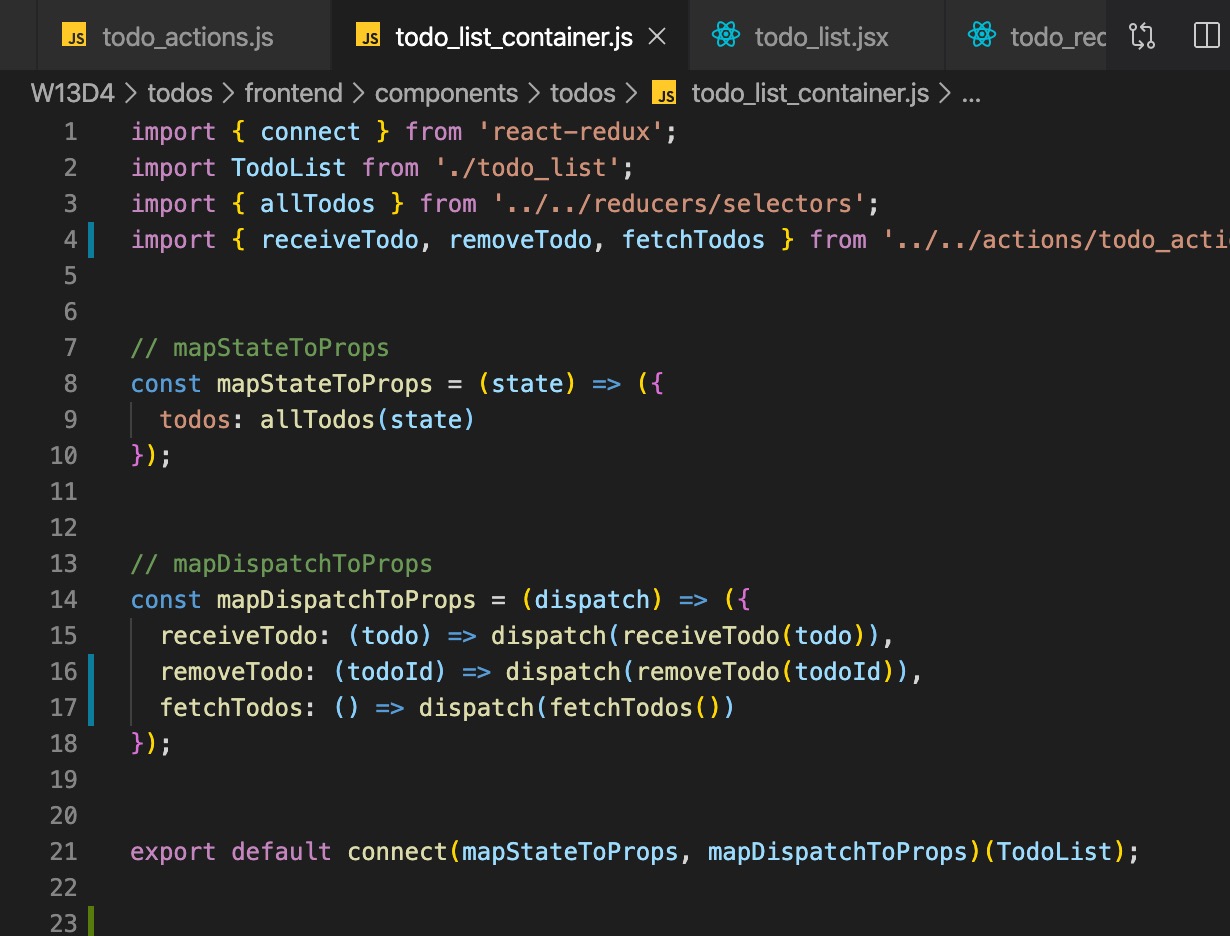 JS todo_actions.js JS todo_list_container.js todo_list.jsx todo_rec
W13D4 > todos > frontend > components > todos > JS todo_list_container.js > ...
1 import { connect } from 'react-redux';
2 import TodoList from './todo_list';
3 import { allTodos } from '../../reducers/selectors';
4 import { receiveTodo, removeTodo, fetchTodos } from '../../actions/todo_acti
5
6
7 // mapStateToProps
8 const mapStateToProps = (state) => ({
9 todos: allTodos(state)
10 });
11
12
13 // mapDispatchToProps
14 const mapDispatchToProps = (dispatch) => ({
15 receiveTodo: (todo) => dispatch(receiveTodo(todo)),
16 removeTodo: (todoId) => dispatch(removeTodo(todoId)),
17 fetchTodos: () => dispatch(fetchTodos())
18 });
19
20
21 export default connect(mapStateToProps, mapDispatchToProps)(TodoList);
22
23